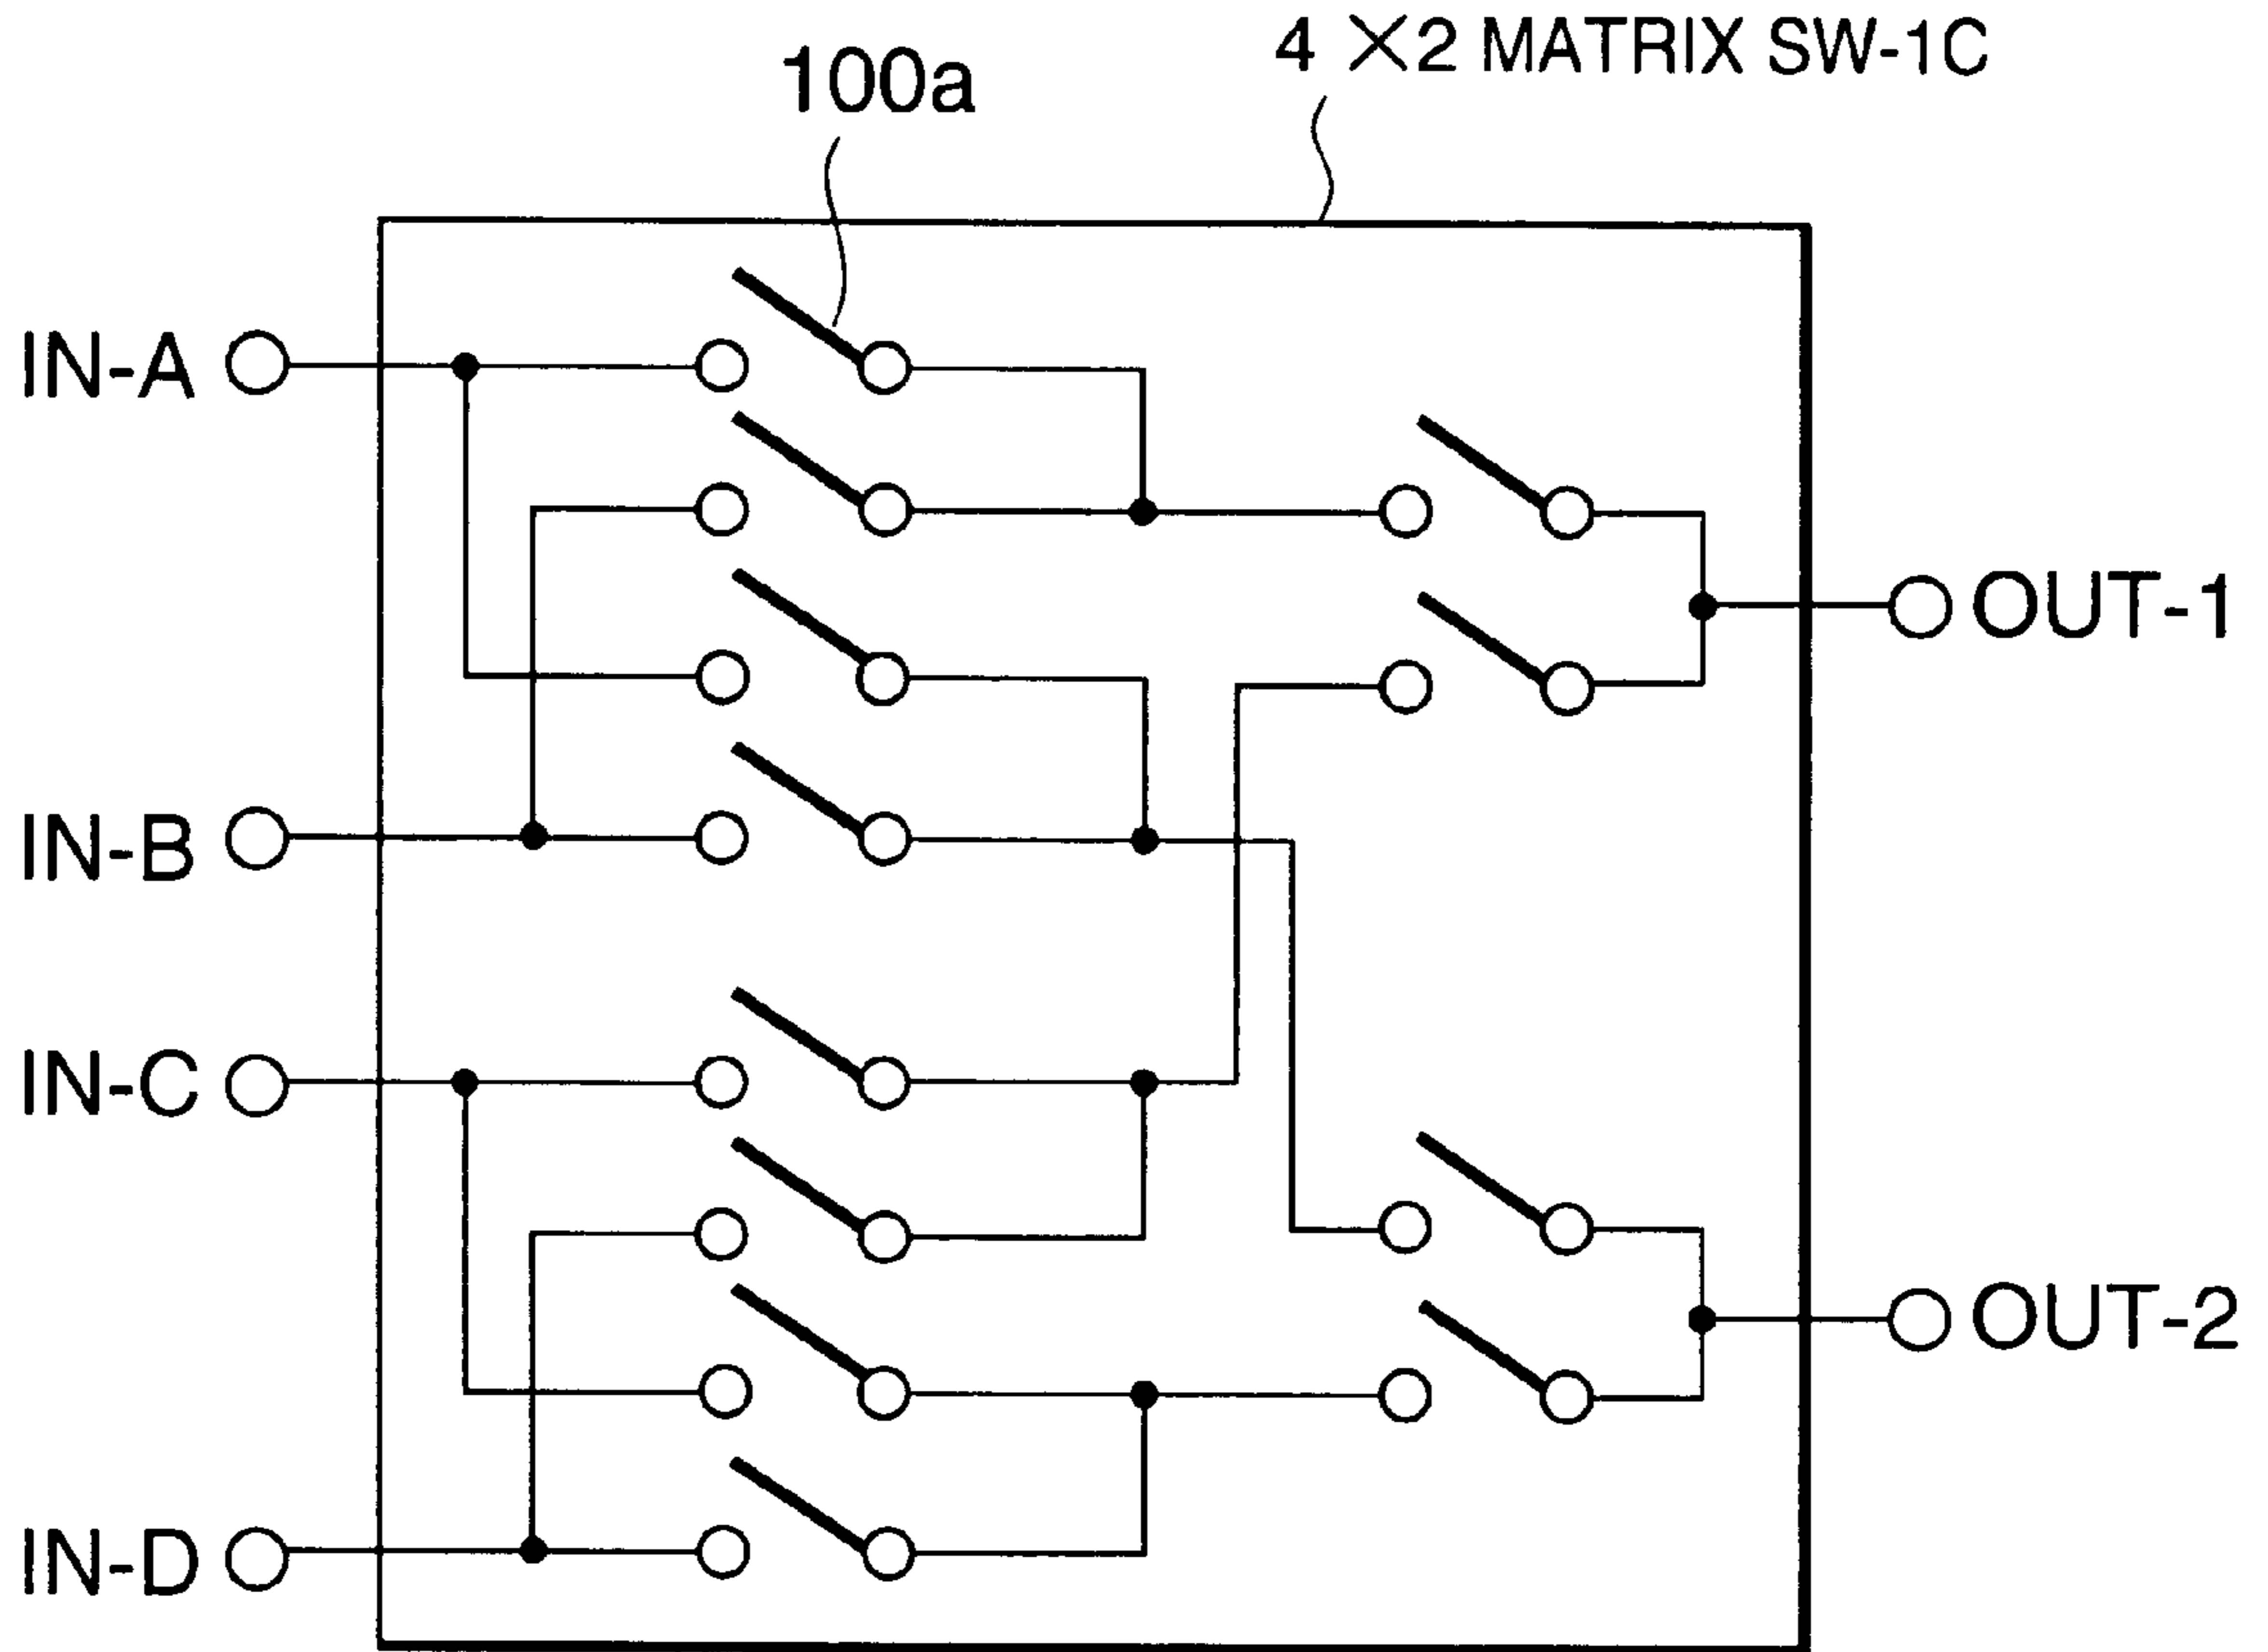 4 ×2 MATRIX SW-1C
100a
IN-A
OUT-1
IN-B
IN-C
OUT-2
IN-D